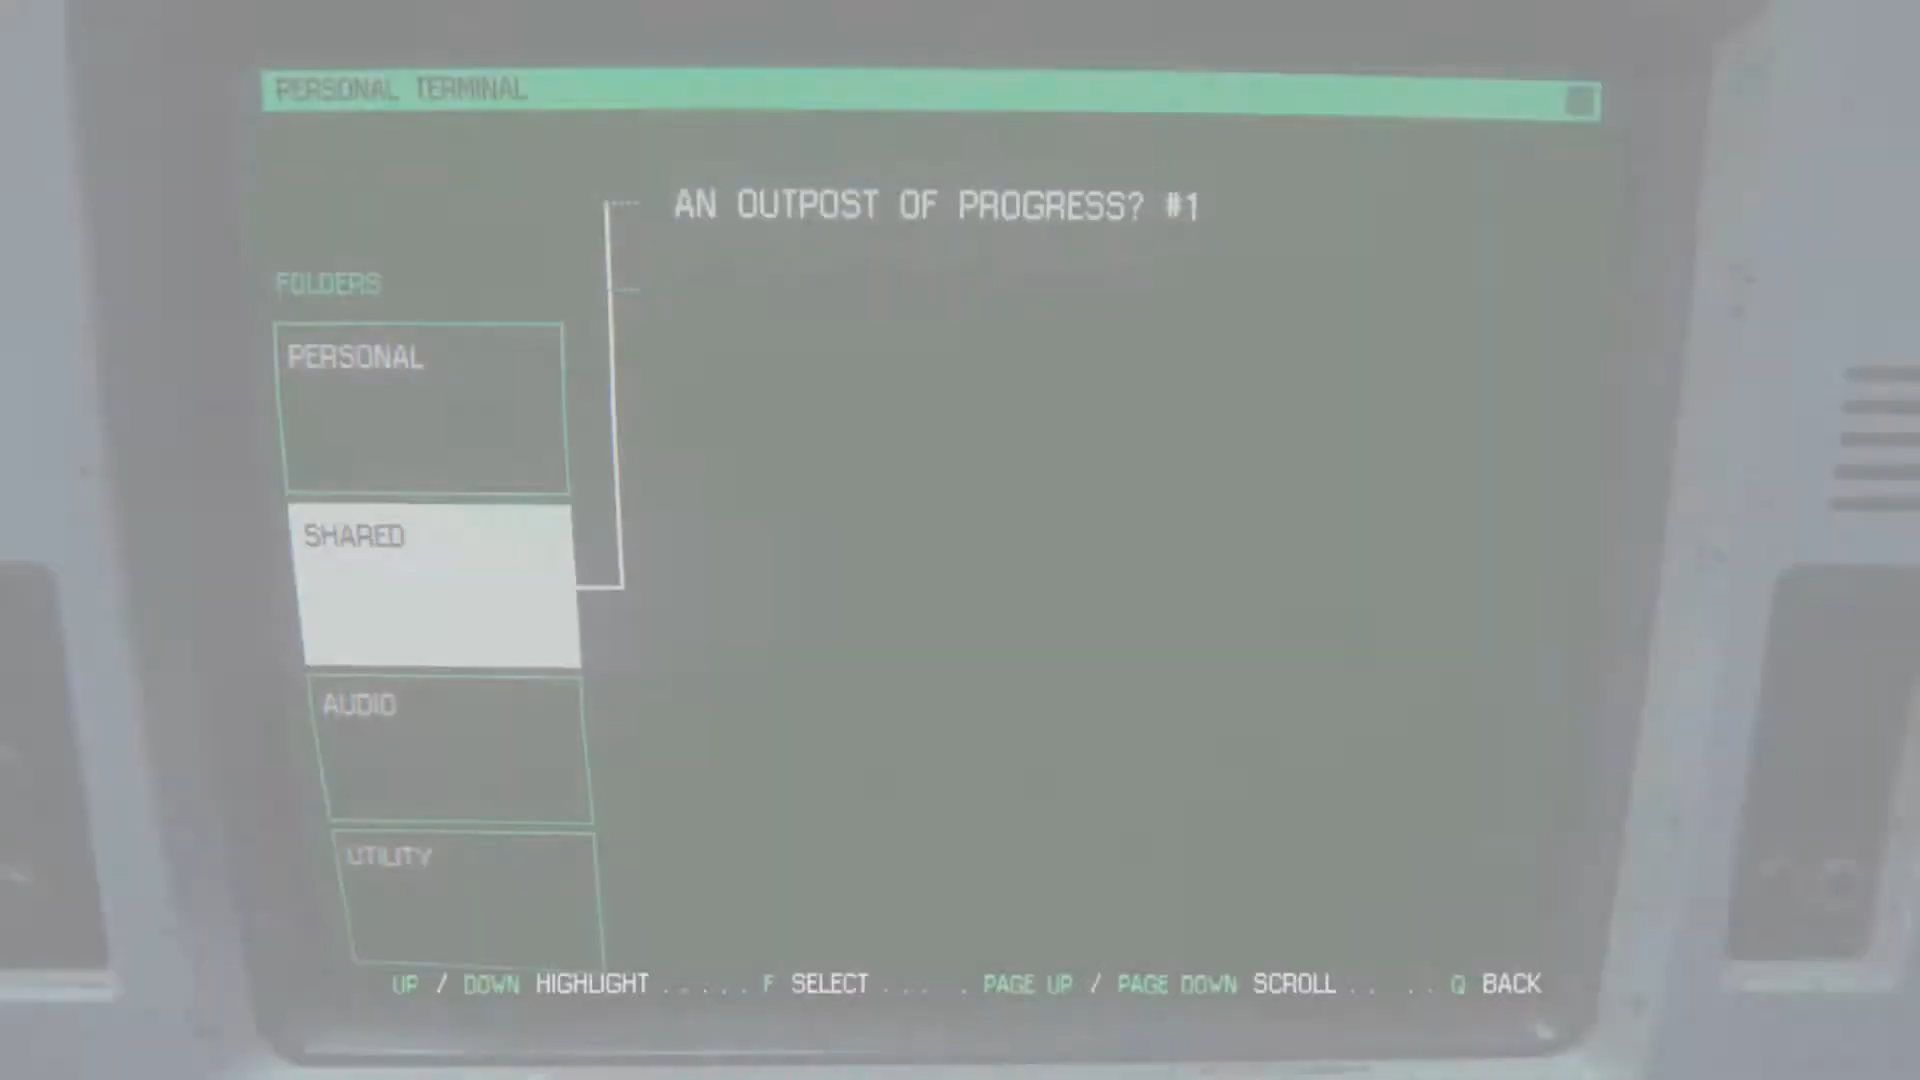 PERSONAL TERMINAL
AN OUTPOST OF PROGRESS? #1
FOLDERS
PERSONAL
SHARED
AUDIO
UTILITY
UP / DOWN HIGHLIGHT ..... F SELECT .... . PAGE UP / PAGE DOWN SCROLL .. .. Q BACK